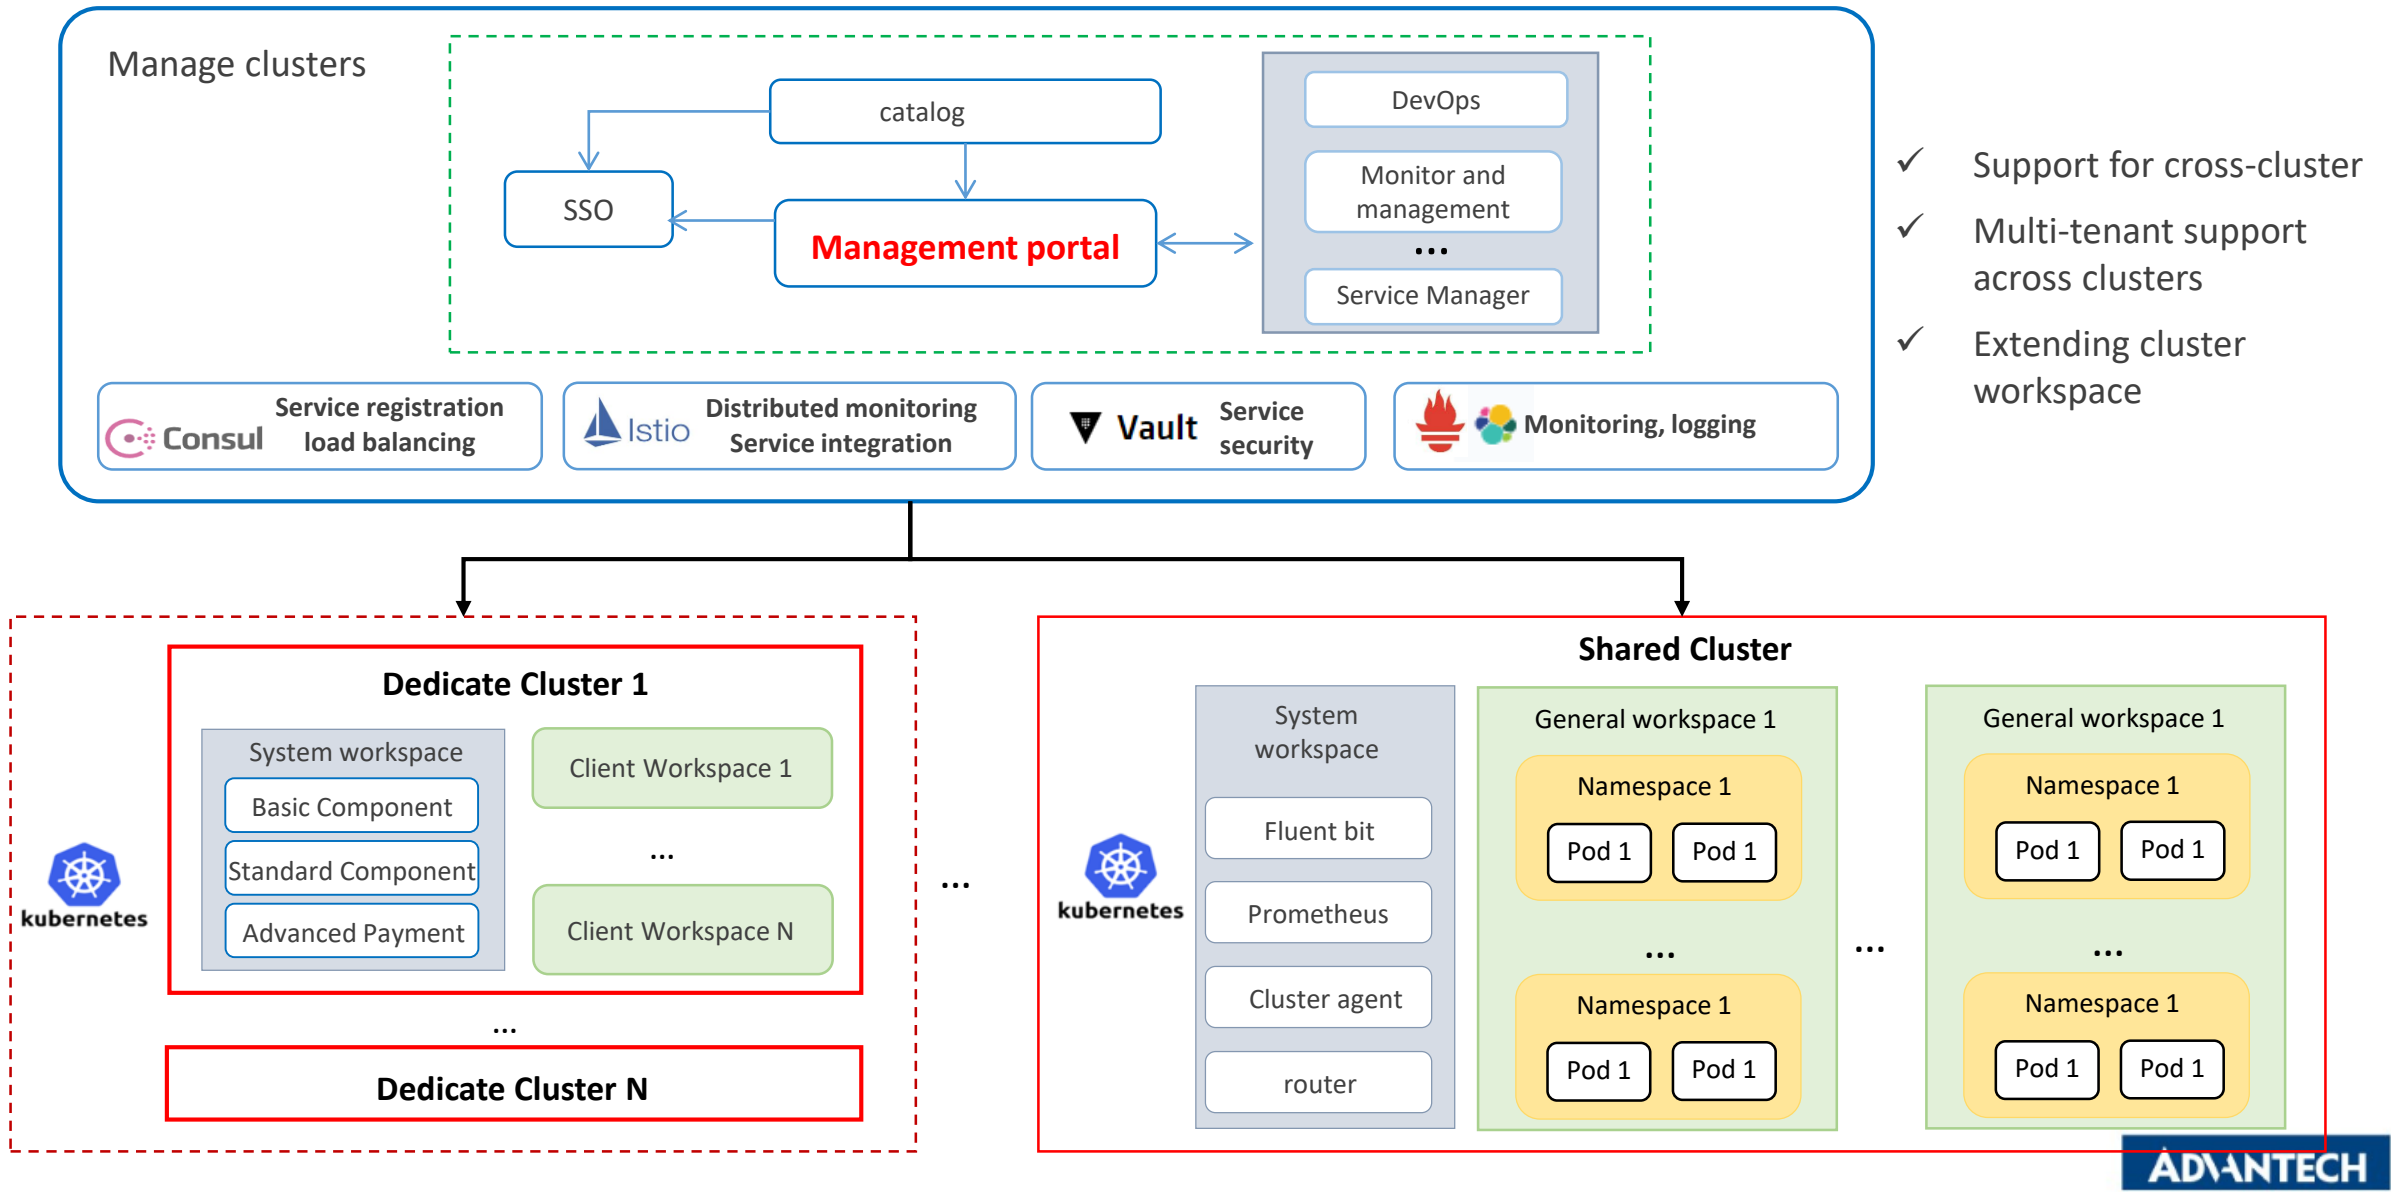 Manage clusters
catalog
SSO
Management portal
DevOps
Monitor and
management
...
Service Manager
Consul
Service registration
load balancing
Istio
Distributed monitoring
Service integration
Vault
Service
security
Monitoring, logging
✓ Support for cross-cluster
✓ Multi-tenant support
across clusters
✓ Extending cluster
workspace
kubernetes
Dedicate Cluster 1
System workspace
Basic Component
Standard Component
Advanced Payment
Client Workspace 1
...
Client Workspace N
...
Dedicate Cluster N
...
Shared Cluster
kubernetes
System
workspace
Fluent bit
Prometheus
Cluster agent
router
General workspace 1
Namespace 1
Pod 1 Pod 1
...
Namespace 1
Pod 1 Pod 1
...
General workspace 1
Namespace 1
Pod 1 Pod 1
...
Namespace 1
Pod 1 Pod 1
ADVANTECH